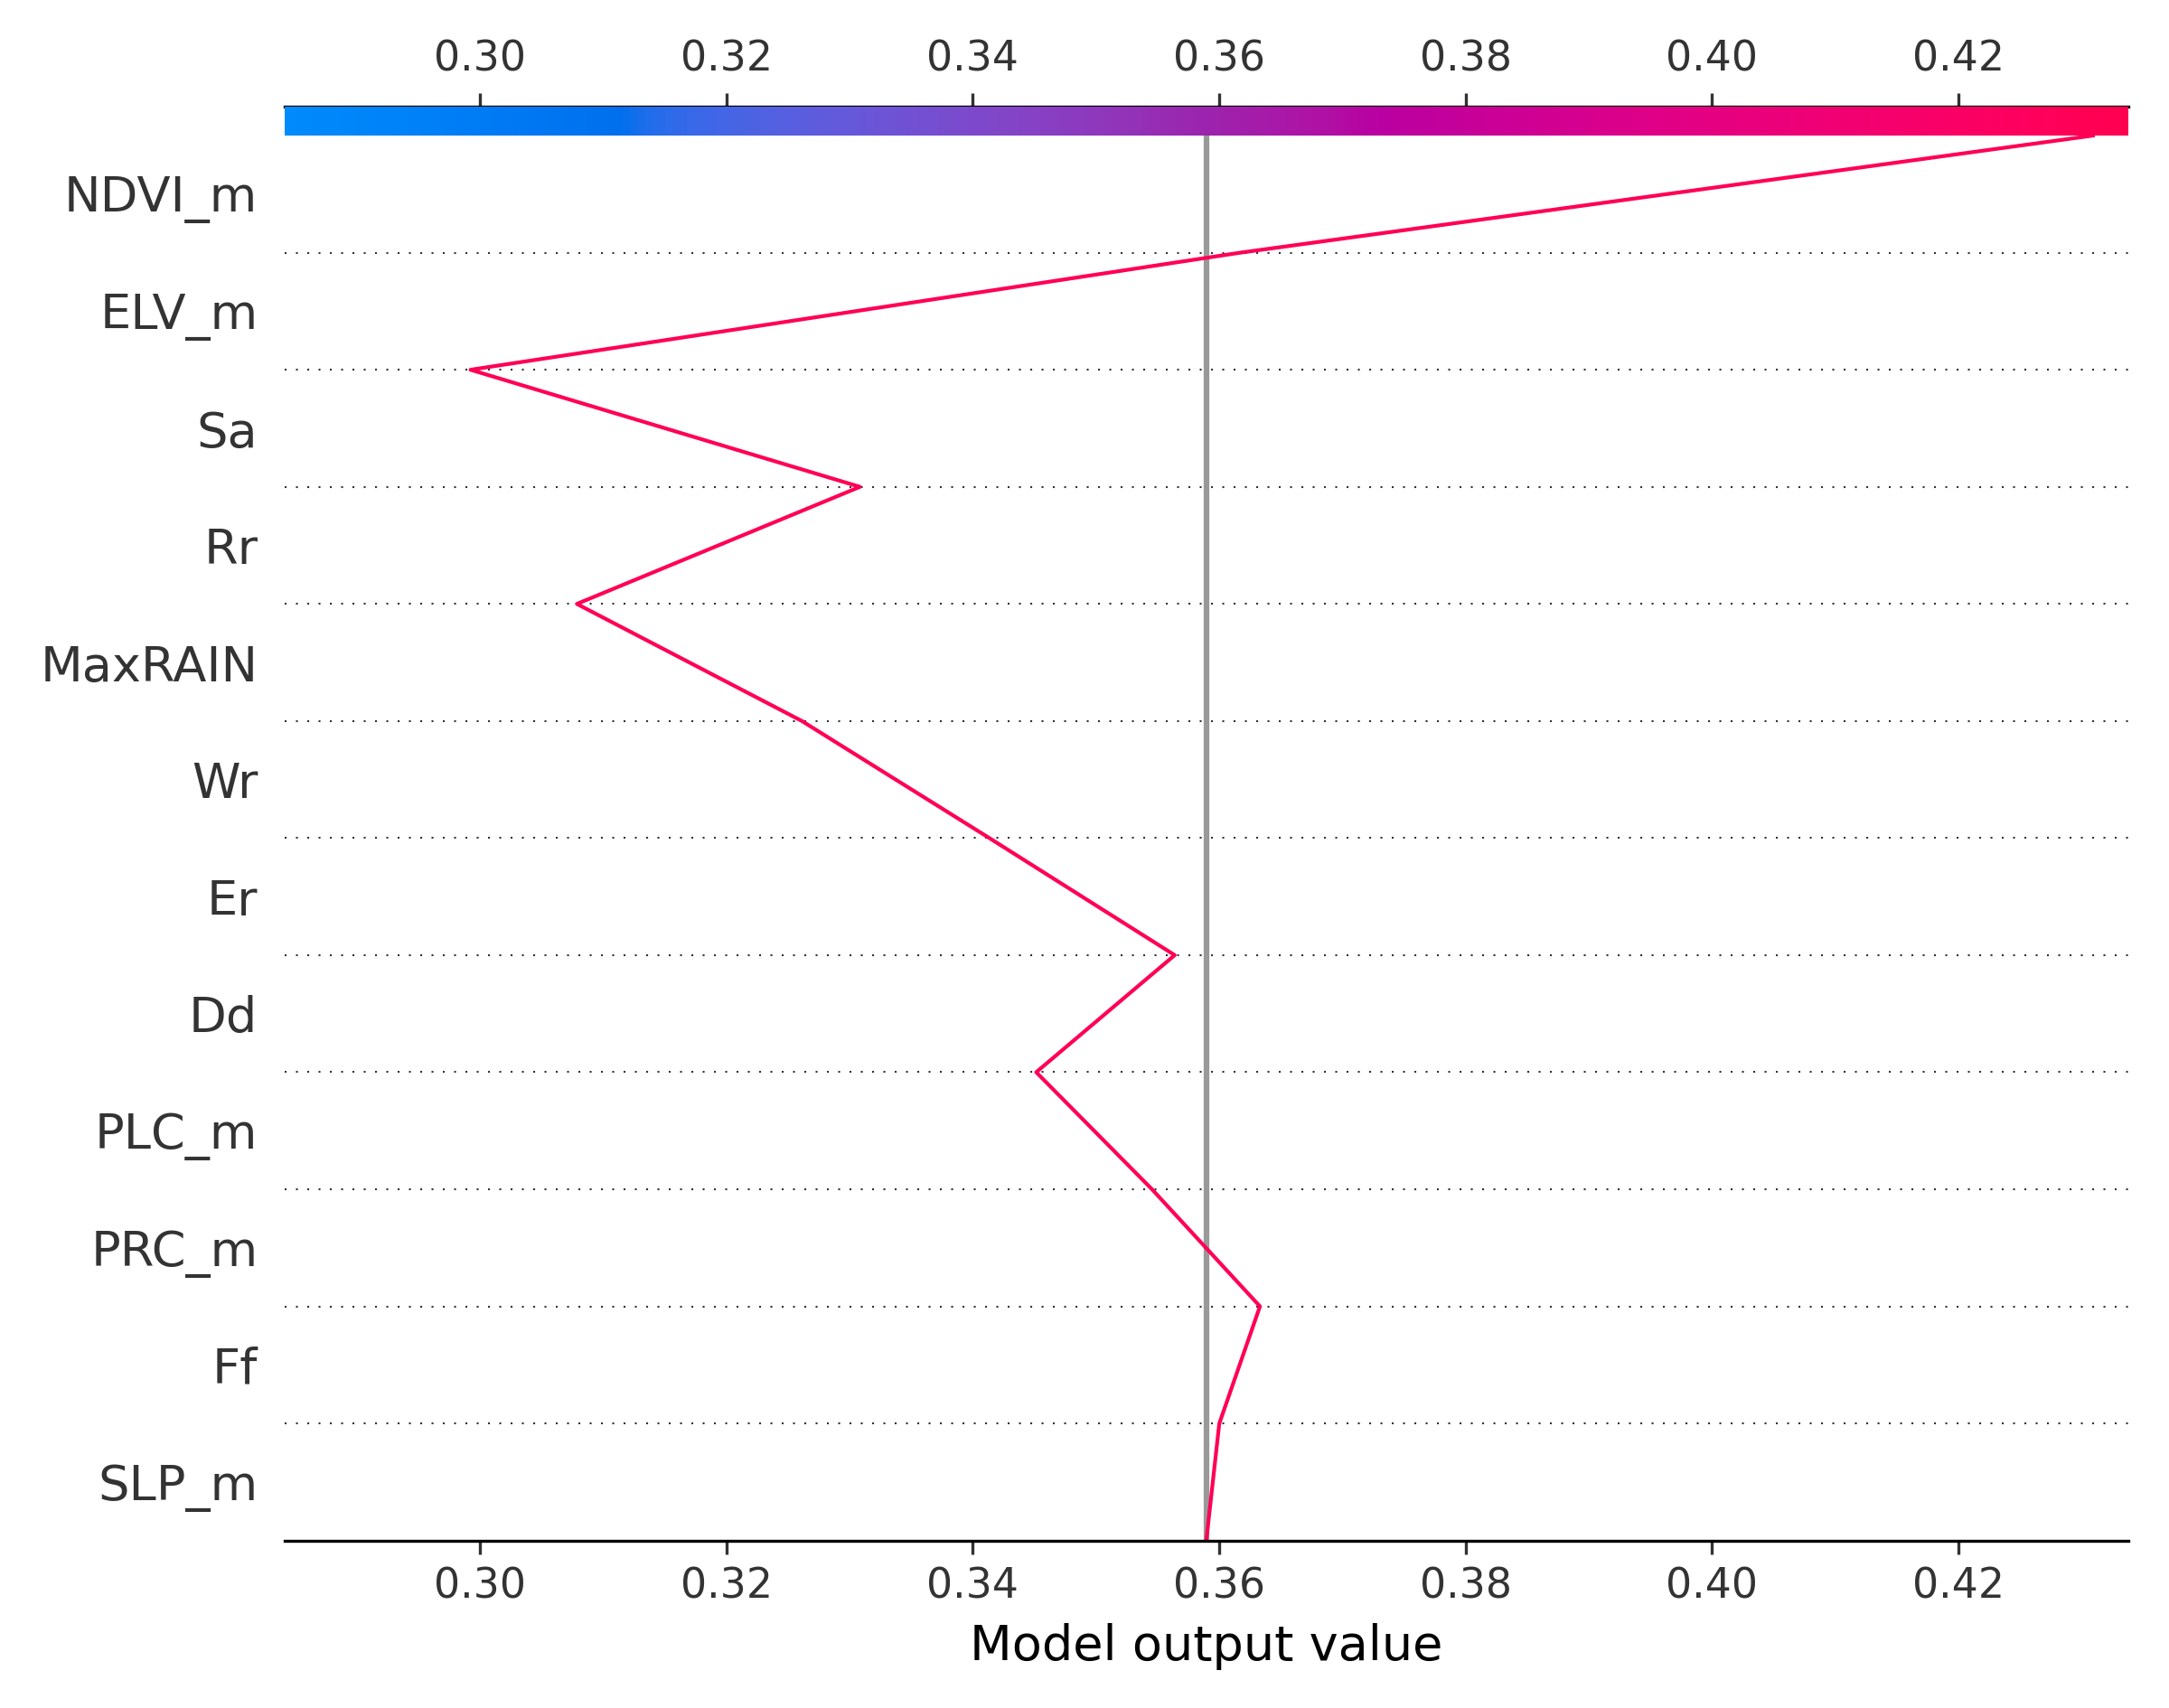 0.30 0.32 0.34 0.36 0.38 0.40 0.42
NDVI_m
ELV_m
Sa
Rr
MaxRAIN
Wr
Er
Dd
PLC_m
PRC_m
Ff
SLP_m
0.30 0.32 0.34 0.36 0.38 0.40 0.42
Model output value